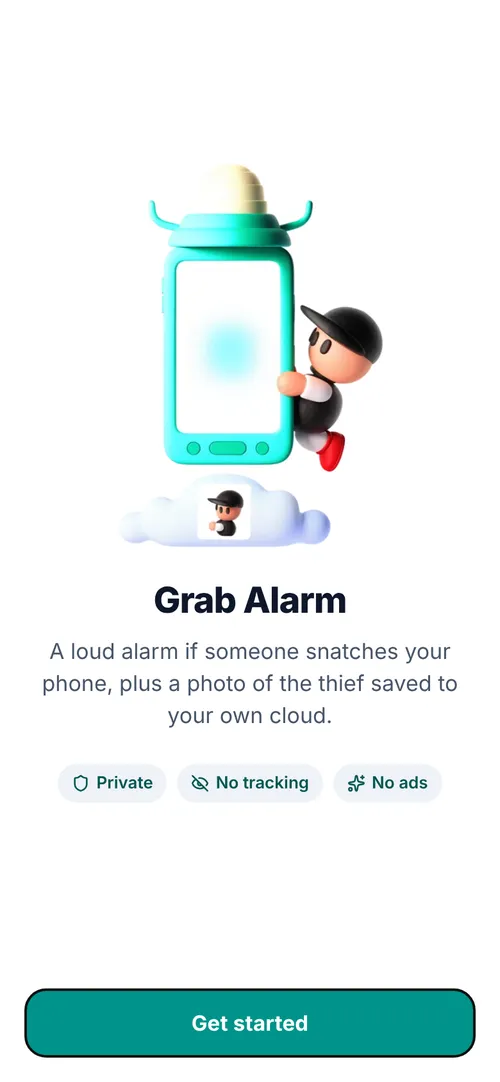 Grab Alarm
A loud alarm if someone snatches your
phone, plus a photo of the thief saved to
your own cloud.
Private
No tracking
No ads
Get started